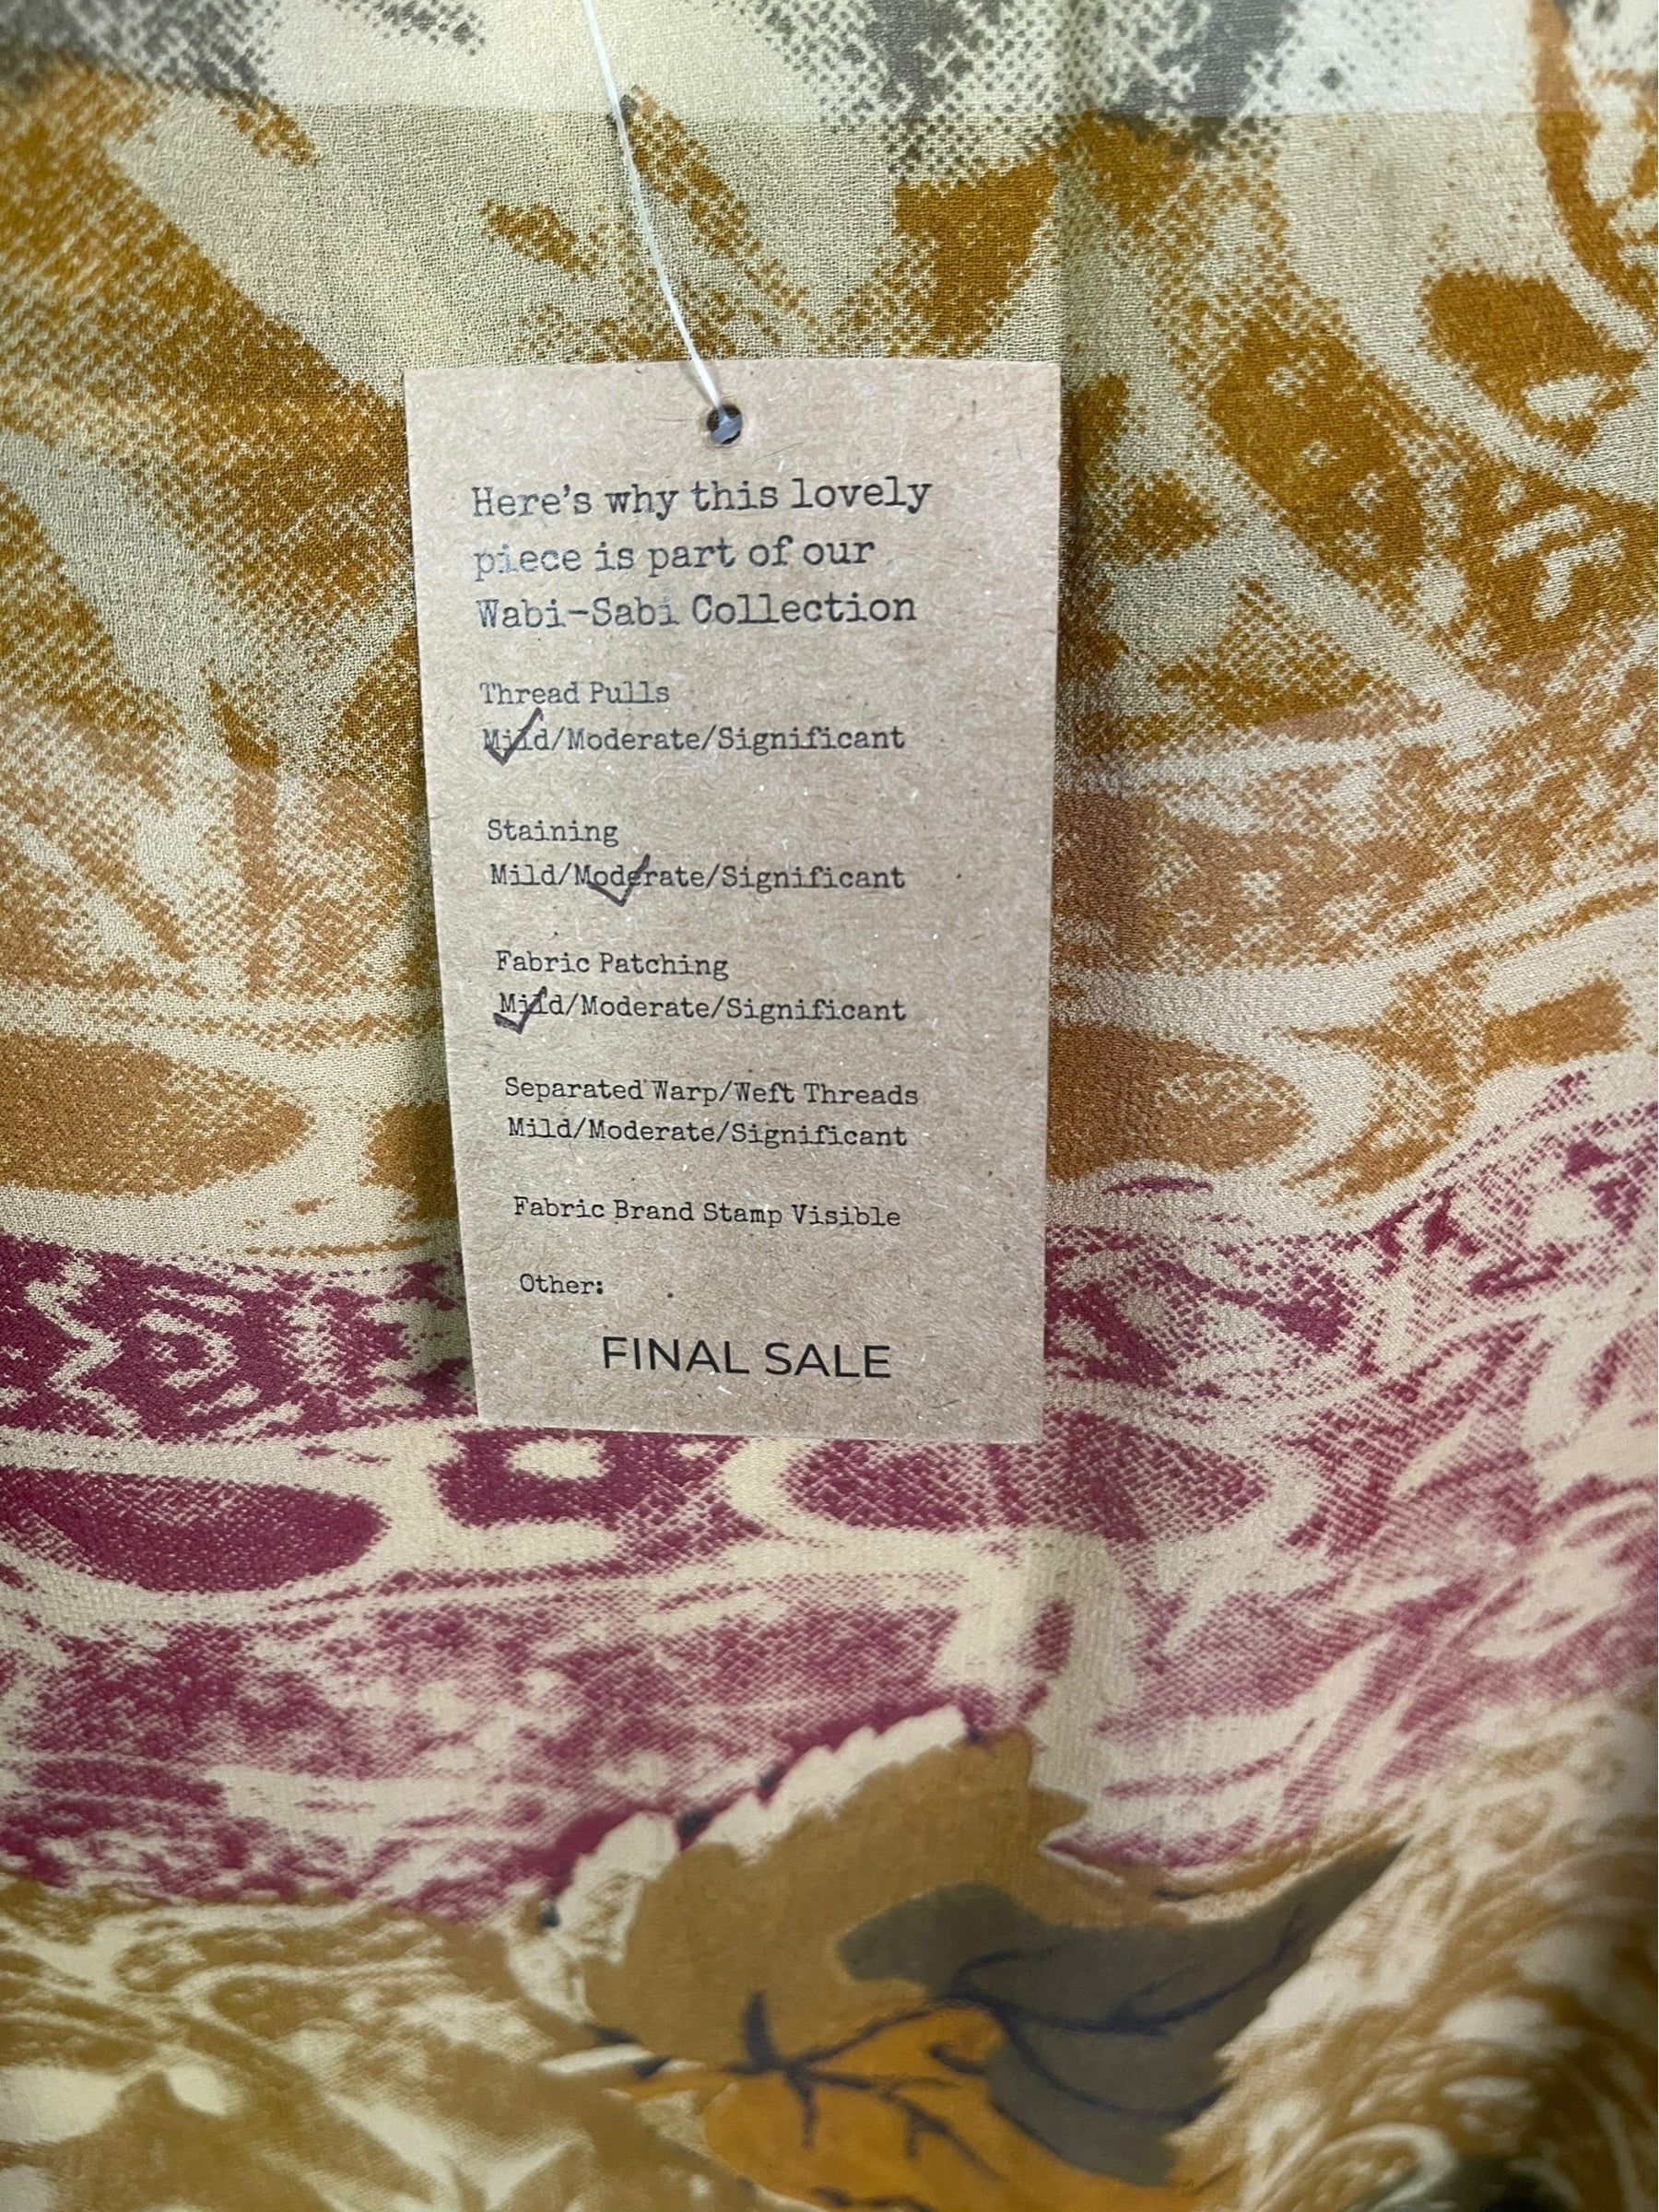 Here's why this lovely
piece is part of our
Wabi-Sabi Collection
Thread Pulls
Mild/Moderate/Significant
Staining
Mild/Moderate/Significant
Fabric Patching
Mild/Moderate/Significant
Separated Warp/Weft Threads
Mild/Moderate/Significant
Fabric Brand Stamp Visible
Other:
FINAL SALE